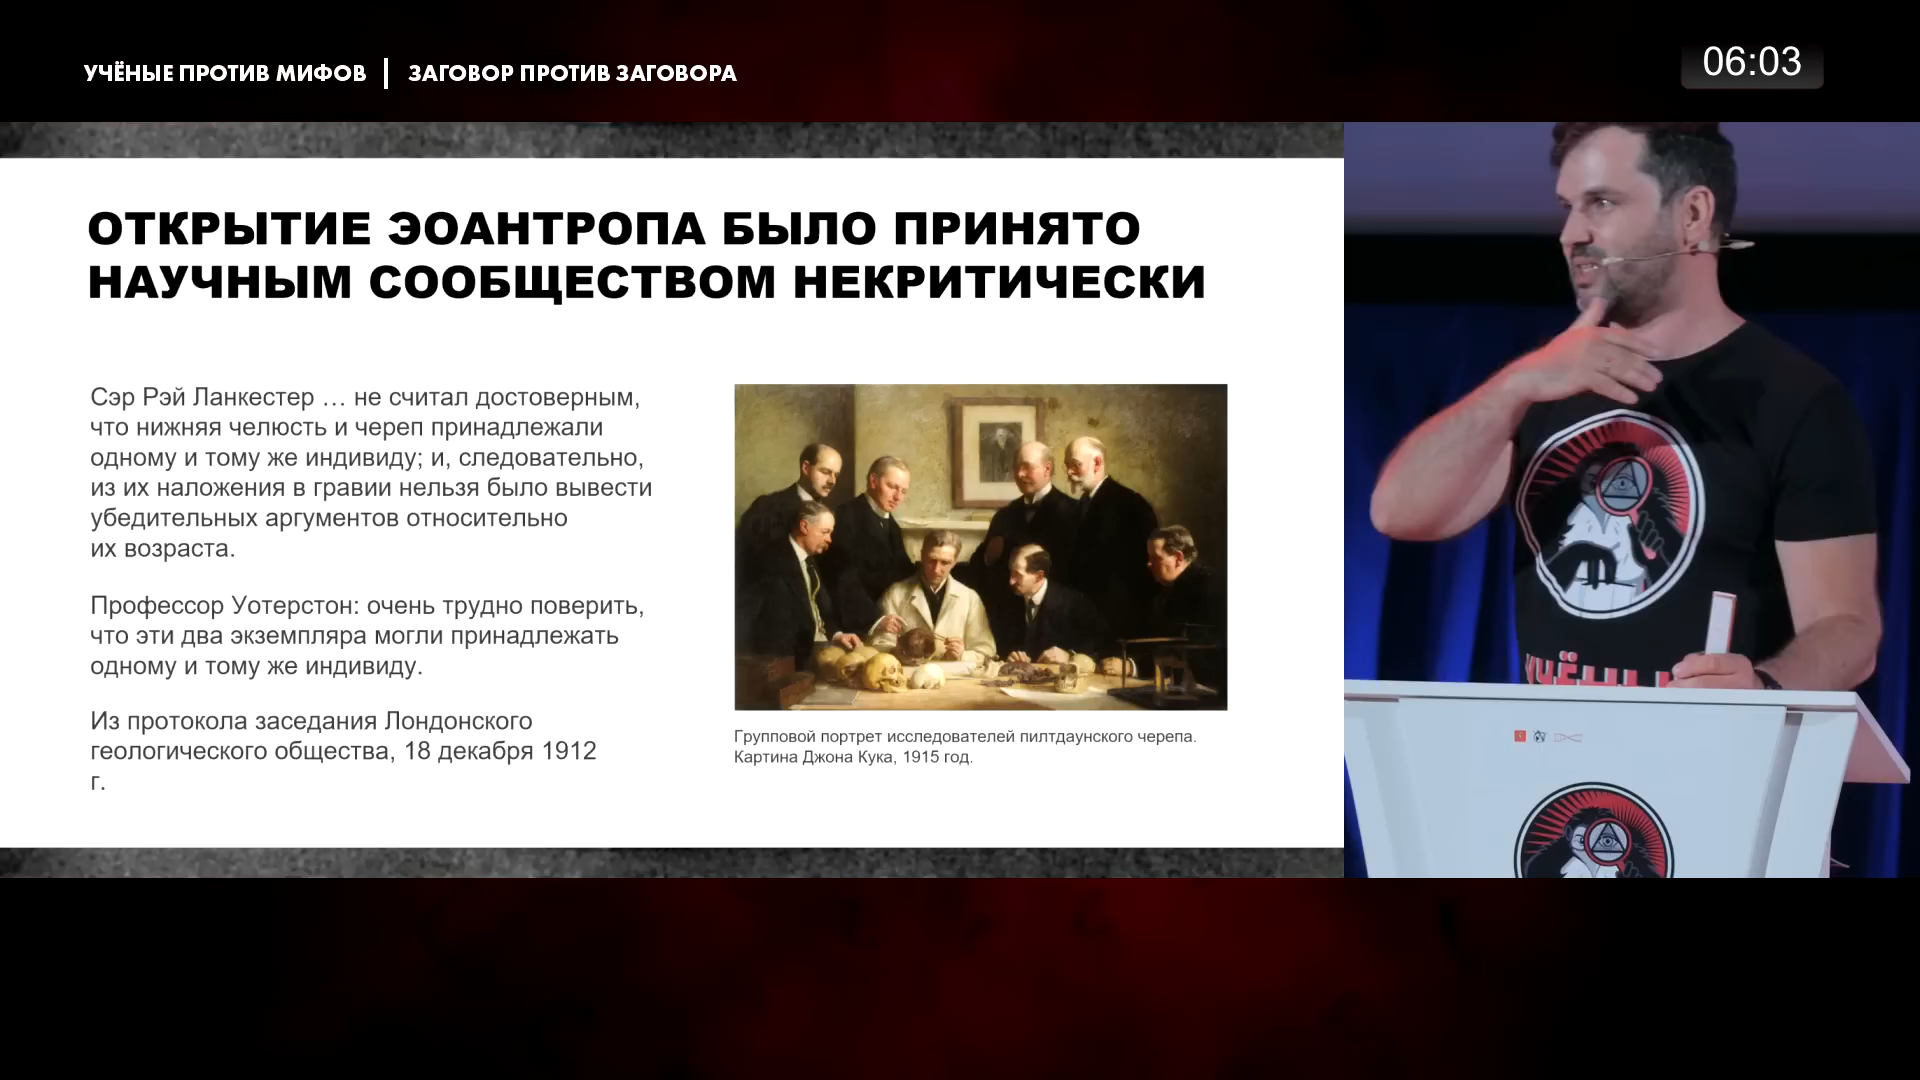 УЧЁНЫЕ ПРОТИВ МИФОВ | ЗАГОВОР ПРОТИВ ЗАГОВОРА
06:03
ОТКРЫТИЕ ЭОАНТРОПА БЫЛО ПРИНЯТО
НАУЧНЫМ СООБЩЕСТВОМ НЕКРИТИЧЕСКИ
Сэр Рэй Ланкестер … не считал достоверным,
что нижняя челюсть и череп принадлежали
одному и тому же индивиду; и, следовательно,
из их наложения в гравии нельзя было вывести
убедительных аргументов относительно
их возраста.
Профессор Уотерстон: очень трудно поверить,
что эти два экземпляра могли принадлежать
одному и тому же индивиду.
Из протокола заседания Лондонского
геологического общества, 18 декабря 1912
г.
Групповой портрет исследователей пилтдаунского черепа.
Картина Джона Кука, 1915 год.